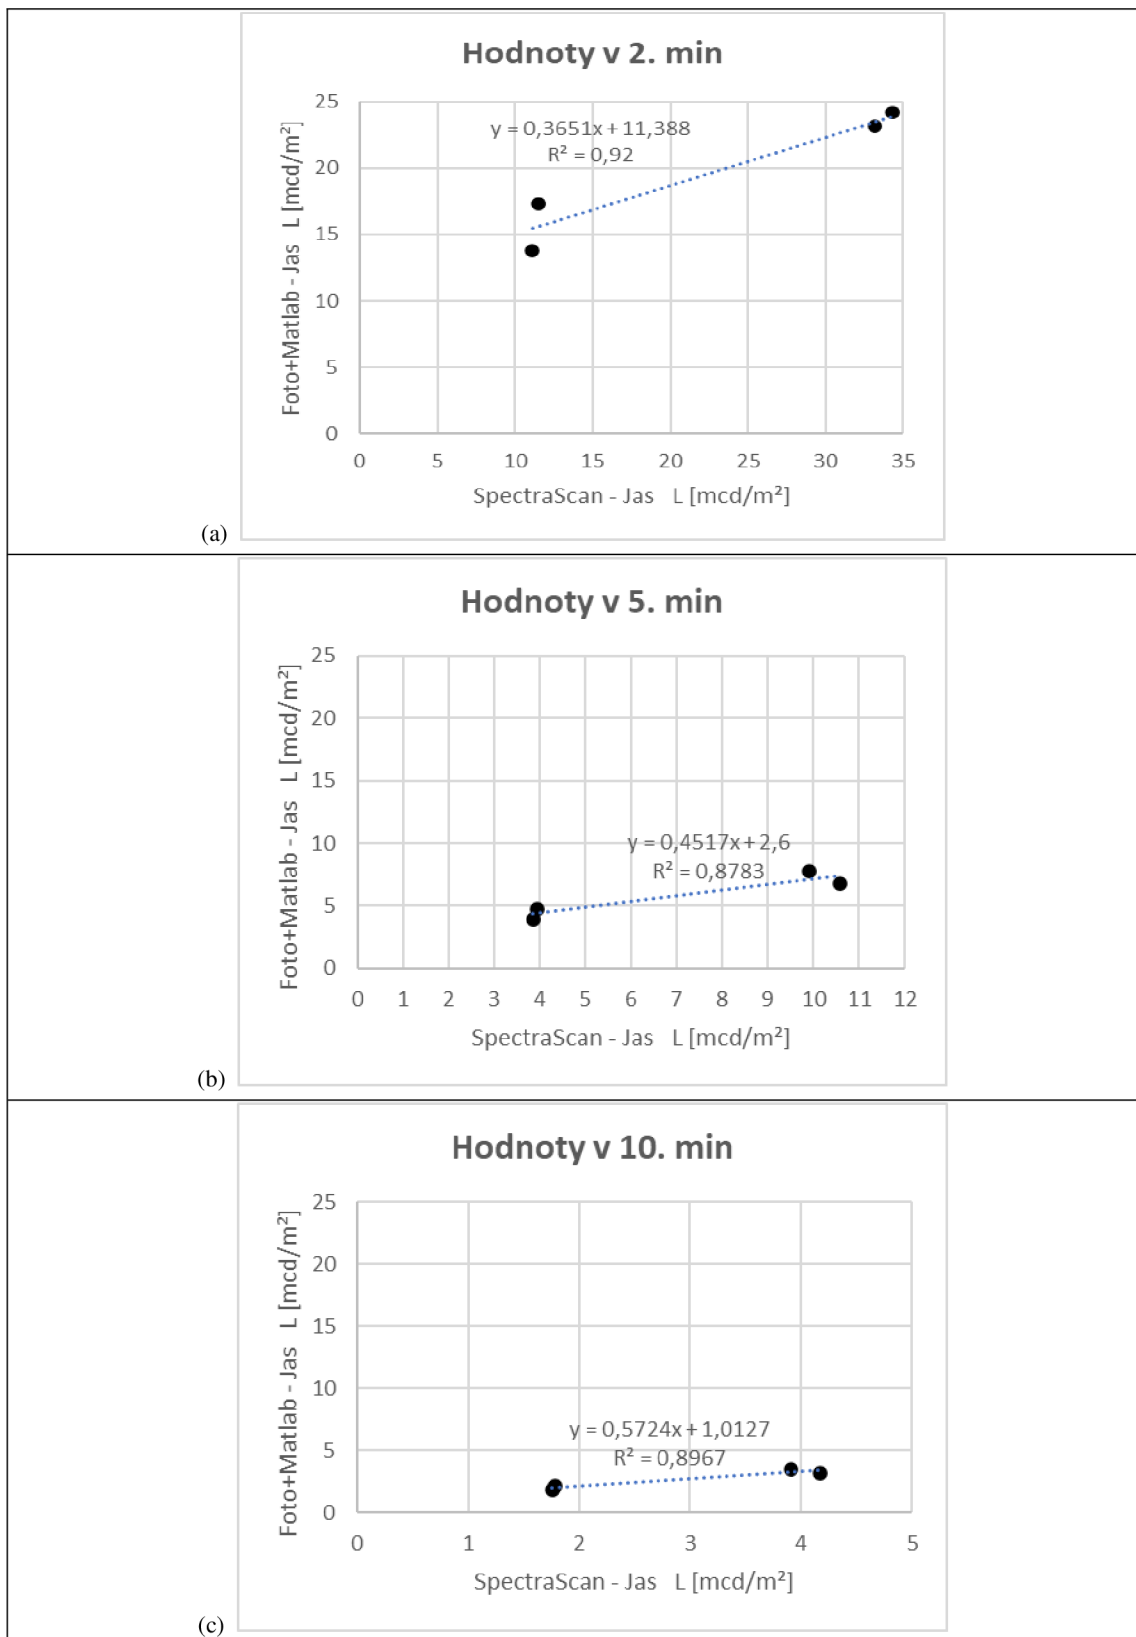 Hodnoty v 2. min
Foto+Matlab - Jas L [mcd/m²]
25
20
15
10
5
0
y = 0,3651x + 11,388
R² = 0,92
0 5 10 15 20 25 30 35
SpectraScan - Jas L [mcd/m²]
(a)
Hodnoty v 5. min
Foto+Matlab - Jas L [mcd/m²]
25
20
15
10
5
0
y = 0,4517x + 2,6
R² = 0,8783
0 1 2 3 4 5 6 7 8 9 10 11 12
SpectraScan - Jas L [mcd/m²]
(b)
Hodnoty v 10. min
Foto+Matlab - Jas L [mcd/m²]
25
20
15
10
5
0
y = 0,5724x + 1,0127
R² = 0,8967
0 1 2 3 4 5
SpectraScan - Jas L [mcd/m²]
(c)